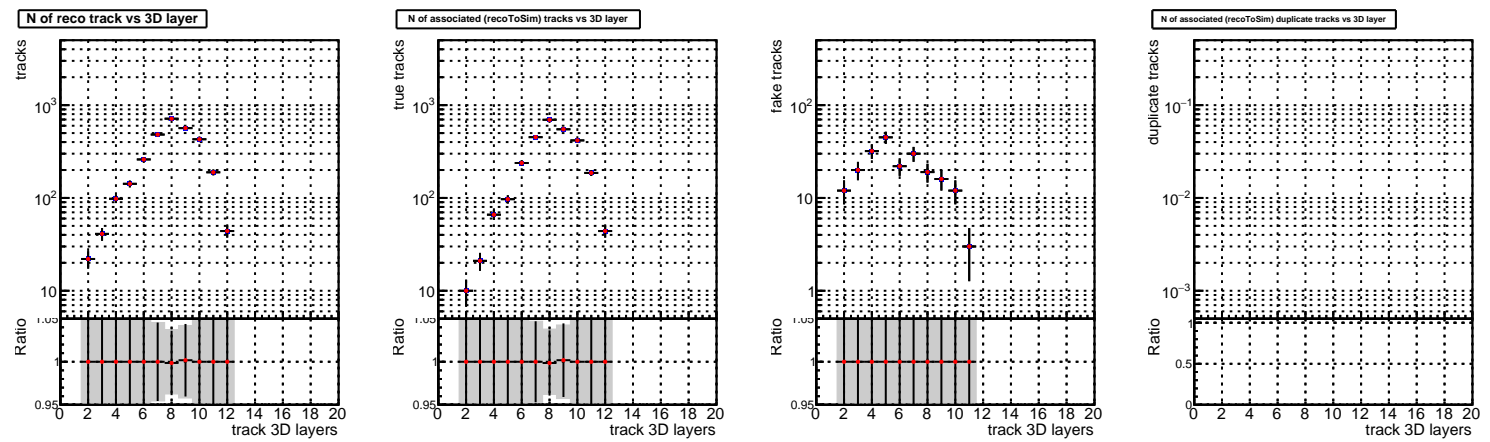 N of reco track vs 3D layer
tracks
10³
10²
10
Ratio
1.05
1
0.95
0 2 4 6 8 10 12 14 16 18 20
track 3D layers
N of associated (recoToSim) tracks vs 3D layer
true tracks
10³
10²
10
Ratio
1.05
1
0.95
0 2 4 6 8 10 12 14 16 18 20
track 3D layers
fake tracks
10²
10
1
Ratio
1.05
1
0.95
0 2 4 6 8 10 12 14 16 18 20
track 3D layers
N of associated (recoToSim) duplicate tracks vs 3D layer
duplicate tracks
10⁻¹
10⁻²
10⁻³
Ratio
1
0.5
0
0 2 4 6 8 10 12 14 16 18 20
track 3D layers